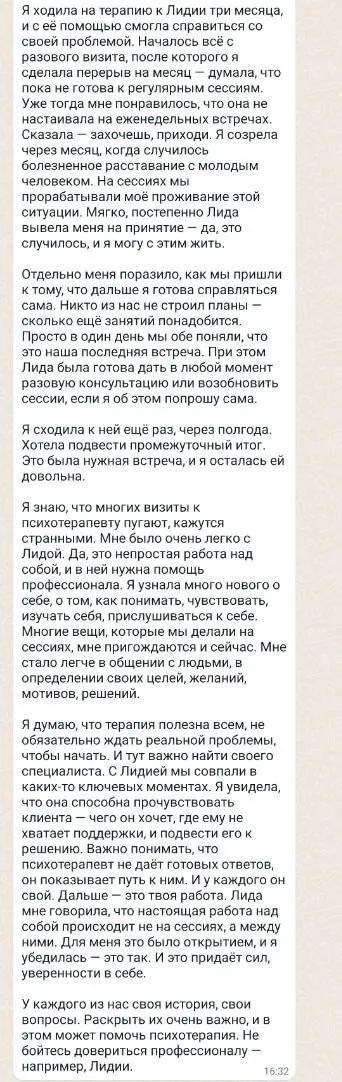 Я ходила на терапию к Лидии три месяца,
и с её помощью смогла справиться со
своей проблемой. Началось всё с
разового визита, после которого я
сделала перерыв на месяц — думала, что
пока не готова к регулярным сессиям.
Уже тогда мне понравилось, что она не
настаивала на еженедельных встречах.
Сказала — захочешь, приходи. Я созрела
через месяц, когда случилось
болезненное расставание с молодым
человеком. На сессиях мы
прорабатывали моё проживание этой
ситуации. Мягко, постепенно Лида
вывела меня на принятие — да, это
случилось, и я могу с этим жить.

Отдельно меня поразило, как мы пришли
к тому, что дальше я готова справляться
сама. Никто из нас не строил планы —
сколько ещё занятий понадобится.
Просто в один день мы обе поняли, что
это наша последняя встреча. При этом
Лида была готова дать в любой момент
разовую консультацию или возобновить
сессии, если я об этом попрошу сама.

Я сходила к ней ещё раз, через полгода.
Хотела подвести промежуточный итог.
Это была нужная встреча, и я осталась ей
довольна.

Я знаю, что многих визиты к
психотерапевту пугают, кажутся
странными. Мне было очень легко с
Лидой. Да, это непростая работа над
собой, и в ней нужна помощь
профессионала. Я узнала много нового о
себе, о том, как понимать, чувствовать,
изучать себя, прислушиваться к себе.
Многие вещи, которые мы делали на
сессиях, мне пригождаются и сейчас. Мне
стало легче в общении с людьми, в
определении своих целей, желаний,
мотивов, решений.

Я думаю, что терапия полезна всем, не
обязательно ждать реальной проблемы,
чтобы начать. И тут важно найти своего
специалиста. С Лидией мы совпали в
каких-то ключевых моментах. Я увидела,
что она способна прочувствовать
клиента — чего он хочет, где ему не
хватает поддержки, и подвести его к
решению. Важно понимать, что
психотерапевт не даёт готовых ответов,
он показывает путь к ним. И у каждого он
свой. Дальше — это твоя работа. Лида
мне говорила, что настоящая работа над
собой происходит не на сессиях, а между
ними. Для меня это было открытием, и я
убедилась — это так. И это придаёт сил,
уверенности в себе.

У каждого из нас своя история, свои
вопросы. Раскрыть их очень важно, и в
этом может помочь психотерапия. Не
бойтесь довериться профессионалу —
например, Лидии.
16:32